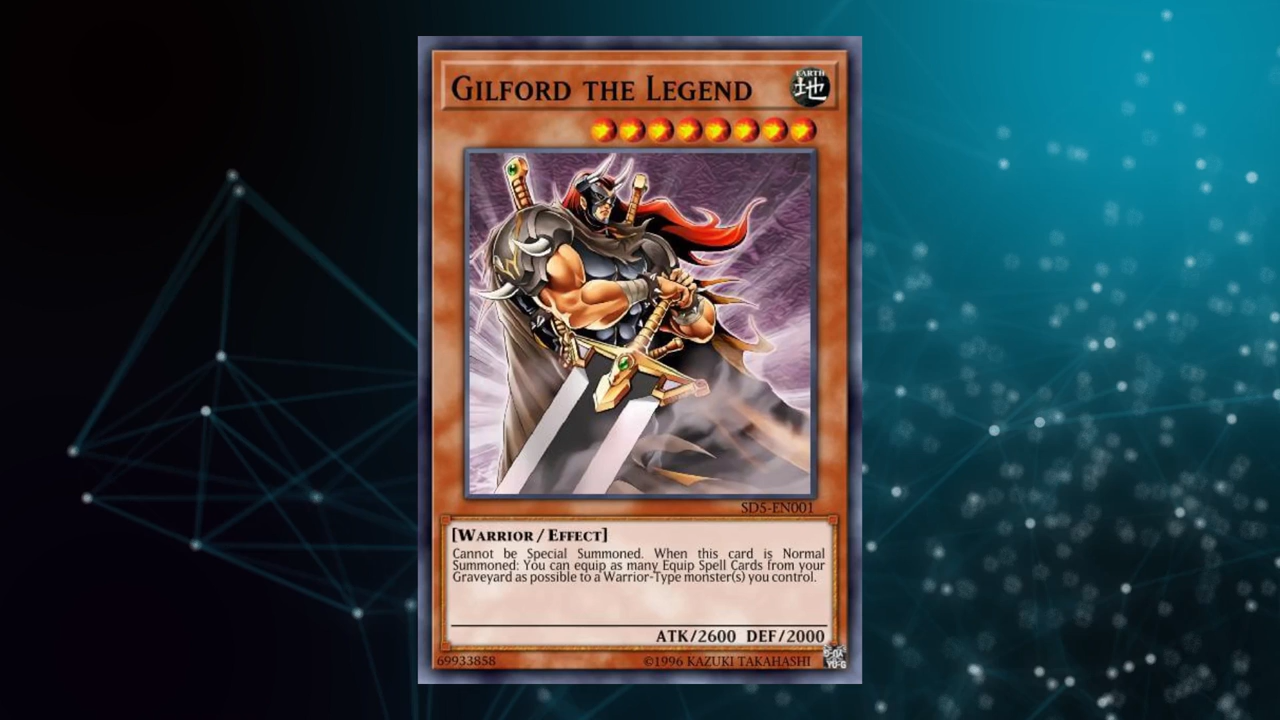 GILFORD THE LEGEND
EARTH
地
SD5-EN001
[WARRIOR / EFFECT]
Cannot be Special Summoned. When this card is Normal
Summoned: You can equip as many Equip Spell Cards from your
Graveyard as possible to a Warrior-Type monster(s) you control.
ATK/2600 DEF/2000
69933858
©1996 KAZUKI TAKAHASHI